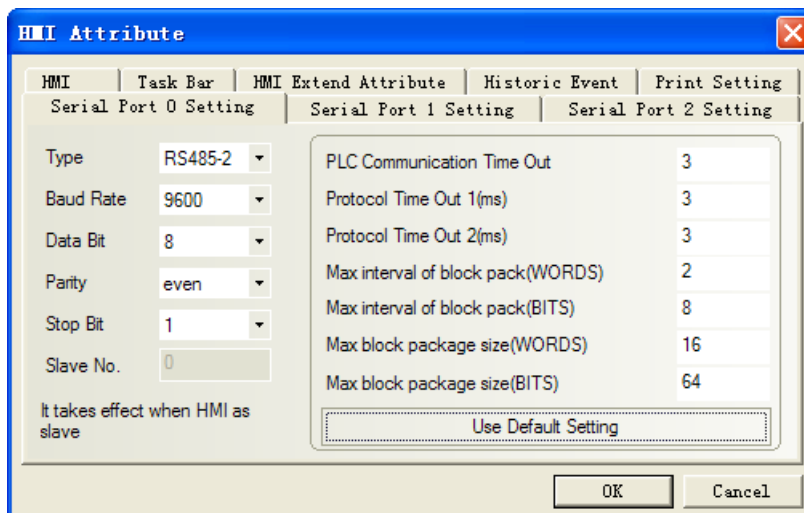 HMI Attribute
HMI Task Bar HMI Extend Attribute Historic Event Print Setting
Serial Port 0 Setting Serial Port 1 Setting Serial Port 2 Setting
Type RS485-2
Baud Rate 9600
Data Bit 8
Parity even
Stop Bit 1
Slave No. 0
It takes effect when HMI as
slave
PLC Communication Time Out 3
Protocol Time Out 1(ms) 3
Protocol Time Out 2(ms) 3
Max interval of block pack(WORDS) 2
Max interval of block pack(BITS) 8
Max block package size(WORDS) 16
Max block package size(BITS) 64
Use Default Setting
OK Cancel